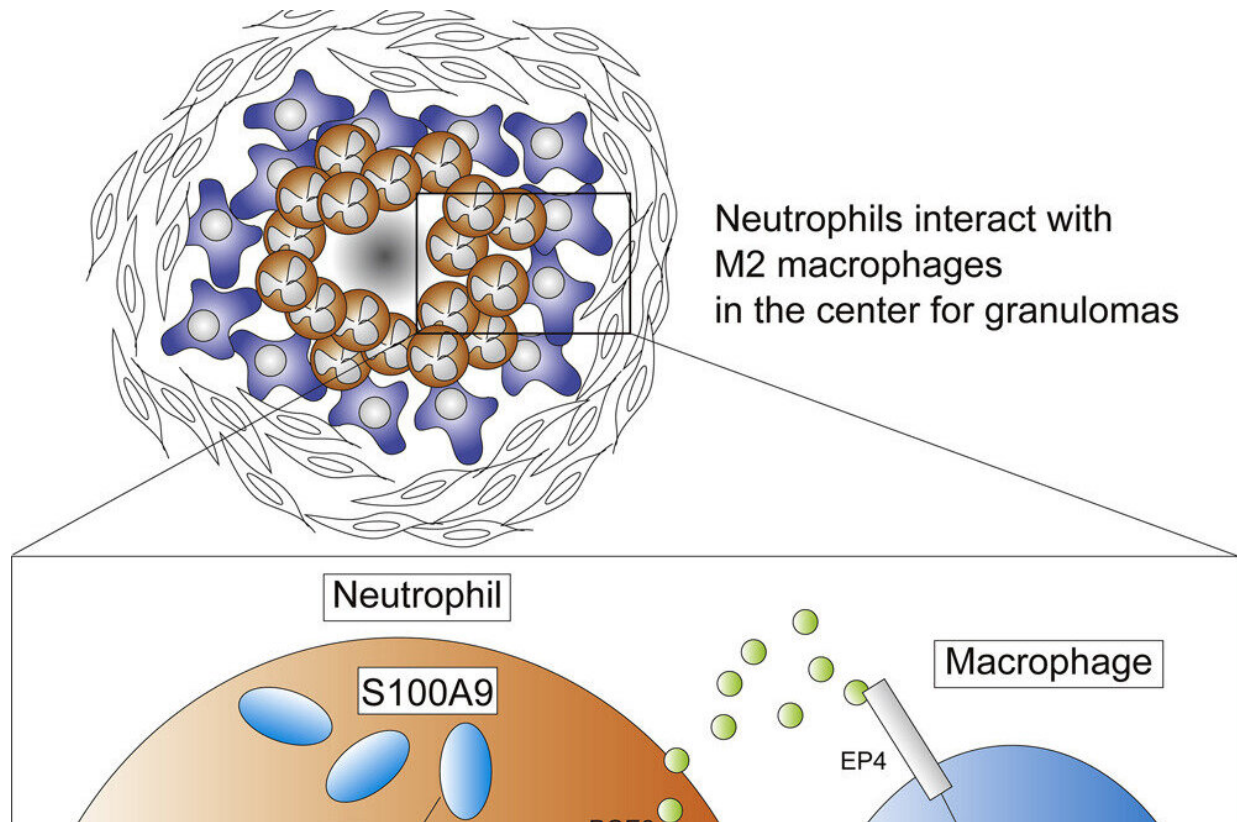 Neutrophils interact with
M2 macrophages
in the center for granulomas
Neutrophil
Macrophage
S100A9
EP4